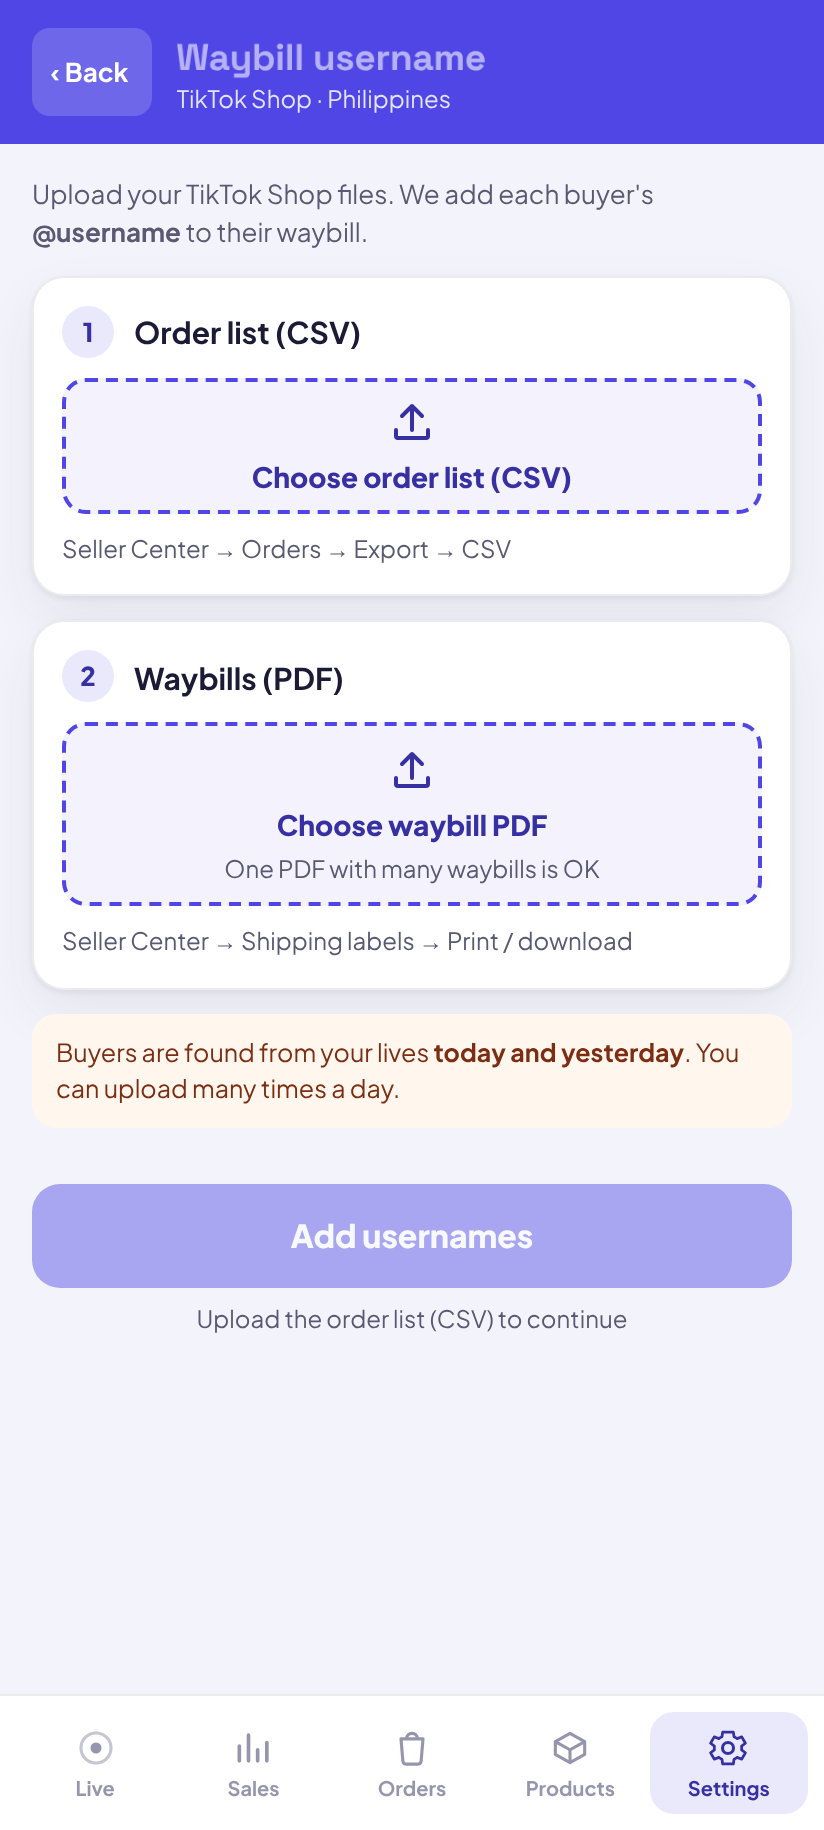 ‹ Back
Waybill username
TikTok Shop · Philippines
Upload your TikTok Shop files. We add each buyer's
@username to their waybill.
1
Order list (CSV)
Choose order list (CSV)
Seller Center → Orders → Export → CSV
2
Waybills (PDF)
Choose waybill PDF
One PDF with many waybills is OK
Seller Center → Shipping labels → Print / download
Buyers are found from your lives today and yesterday. You
can upload many times a day.
Add usernames
Upload the order list (CSV) to continue
Live
Sales
Orders
Products
Settings